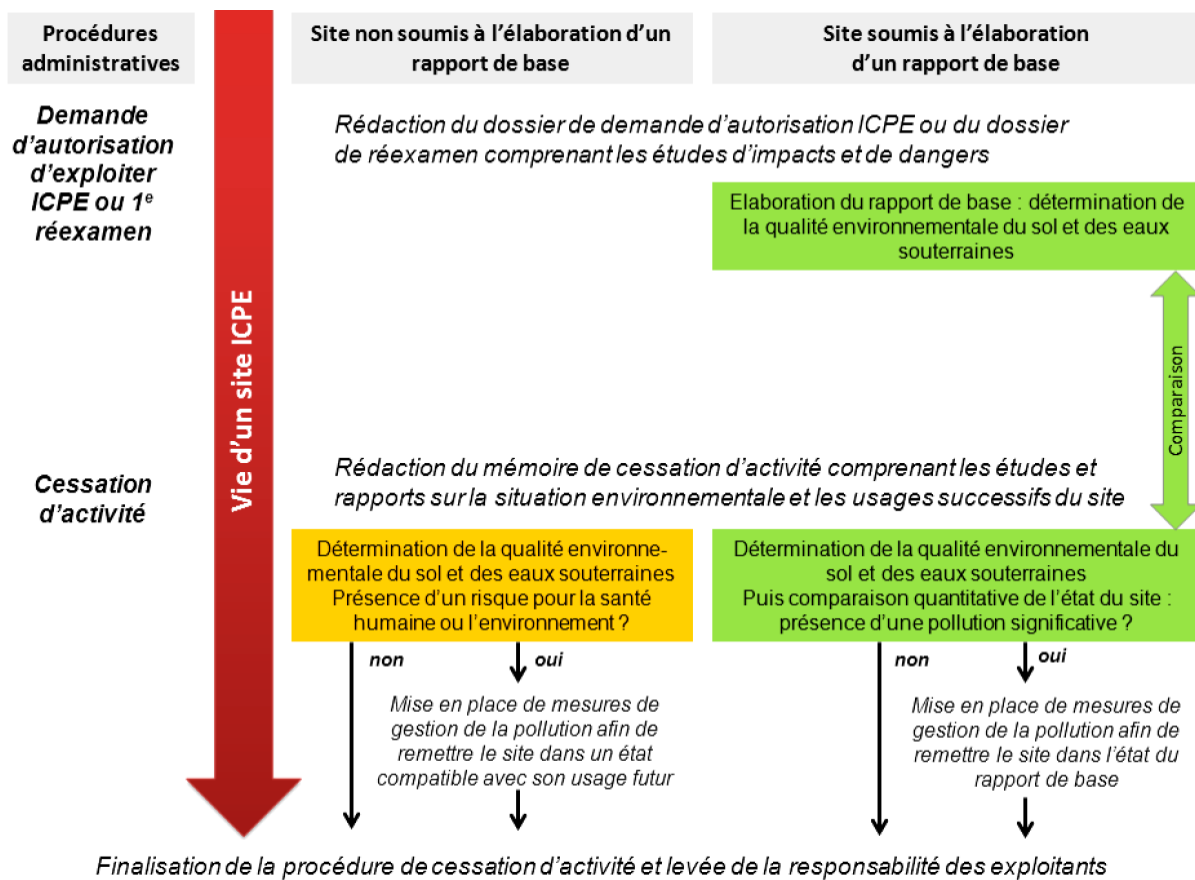 Procédures
administratives
Site non soumis à l’élaboration d’un
rapport de base
Site soumis à l’élaboration
d’un rapport de base
Demande
d’autorisation
d’exploiter
ICPE ou 1e
réexamen
Vie d’un site ICPE
Rédaction du dossier de demande d’autorisation ICPE ou du dossier
de réexamen comprenant les études d’impacts et de dangers
Elaboration du rapport de base : détermination de
la qualité environnementale du sol et des eaux
souterraines
Comparaison
Cessation
d’activité
Rédaction du mémoire de cessation d’activité comprenant les études et
rapports sur la situation environnementale et les usages successifs du site
Détermination de la qualité environne-
mentale du sol et des eaux souterraines
Présence d’un risque pour la santé
humaine ou l’environnement ?
Détermination de la qualité environnementale du
sol et des eaux souterraines
Puis comparaison quantitative de l’état du site :
présence d’une pollution significative ?
non
oui
non
oui
Mise en place de mesures de
gestion de la pollution afin de
remettre le site dans un état
compatible avec son usage futur
Mise en place de mesures de
gestion de la pollution afin de
remettre le site dans l’état du
rapport de base
Finalisation de la procédure de cessation d’activité et levée de la responsabilité des exploitants